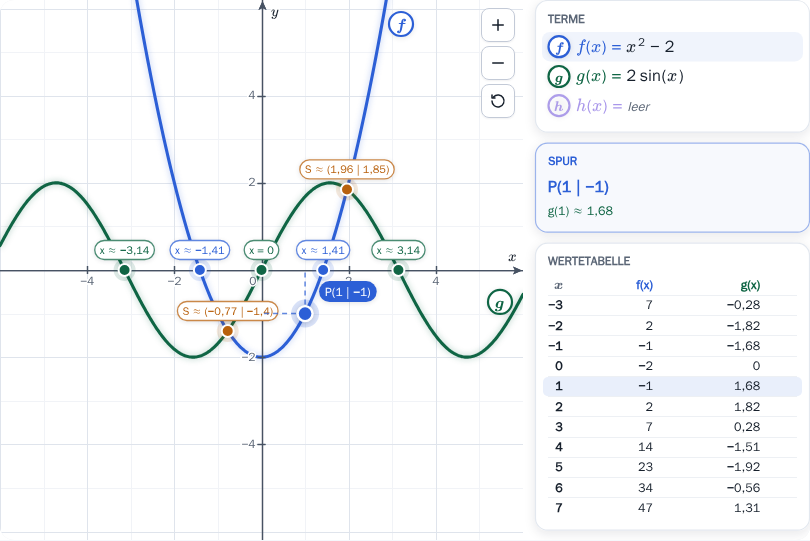 y
f
+
−
4
2
S ≈ (1,96 | 1,85)
x ≈ −3,14
x ≈ −1,41
x = 0
x ≈ 1,41
x ≈ 3,14
x
−4
−2
0
2
4
P(1 | −1)
g
S ≈ (−0,77 | −1,4)
−2
−4
TERME
f f(x) = x² − 2
g g(x) = 2 sin(x)
h h(x) = leer
SPUR
P(1 | −1)
g(1) ≈ 1,68
WERTETABELLE
x f(x) g(x)
−3 7 −0,28
−2 2 −1,82
−1 −1 −1,68
0 −2 0
1 −1 1,68
2 2 1,82
3 7 0,28
4 14 −1,51
5 23 −1,92
6 34 −0,56
7 47 1,31